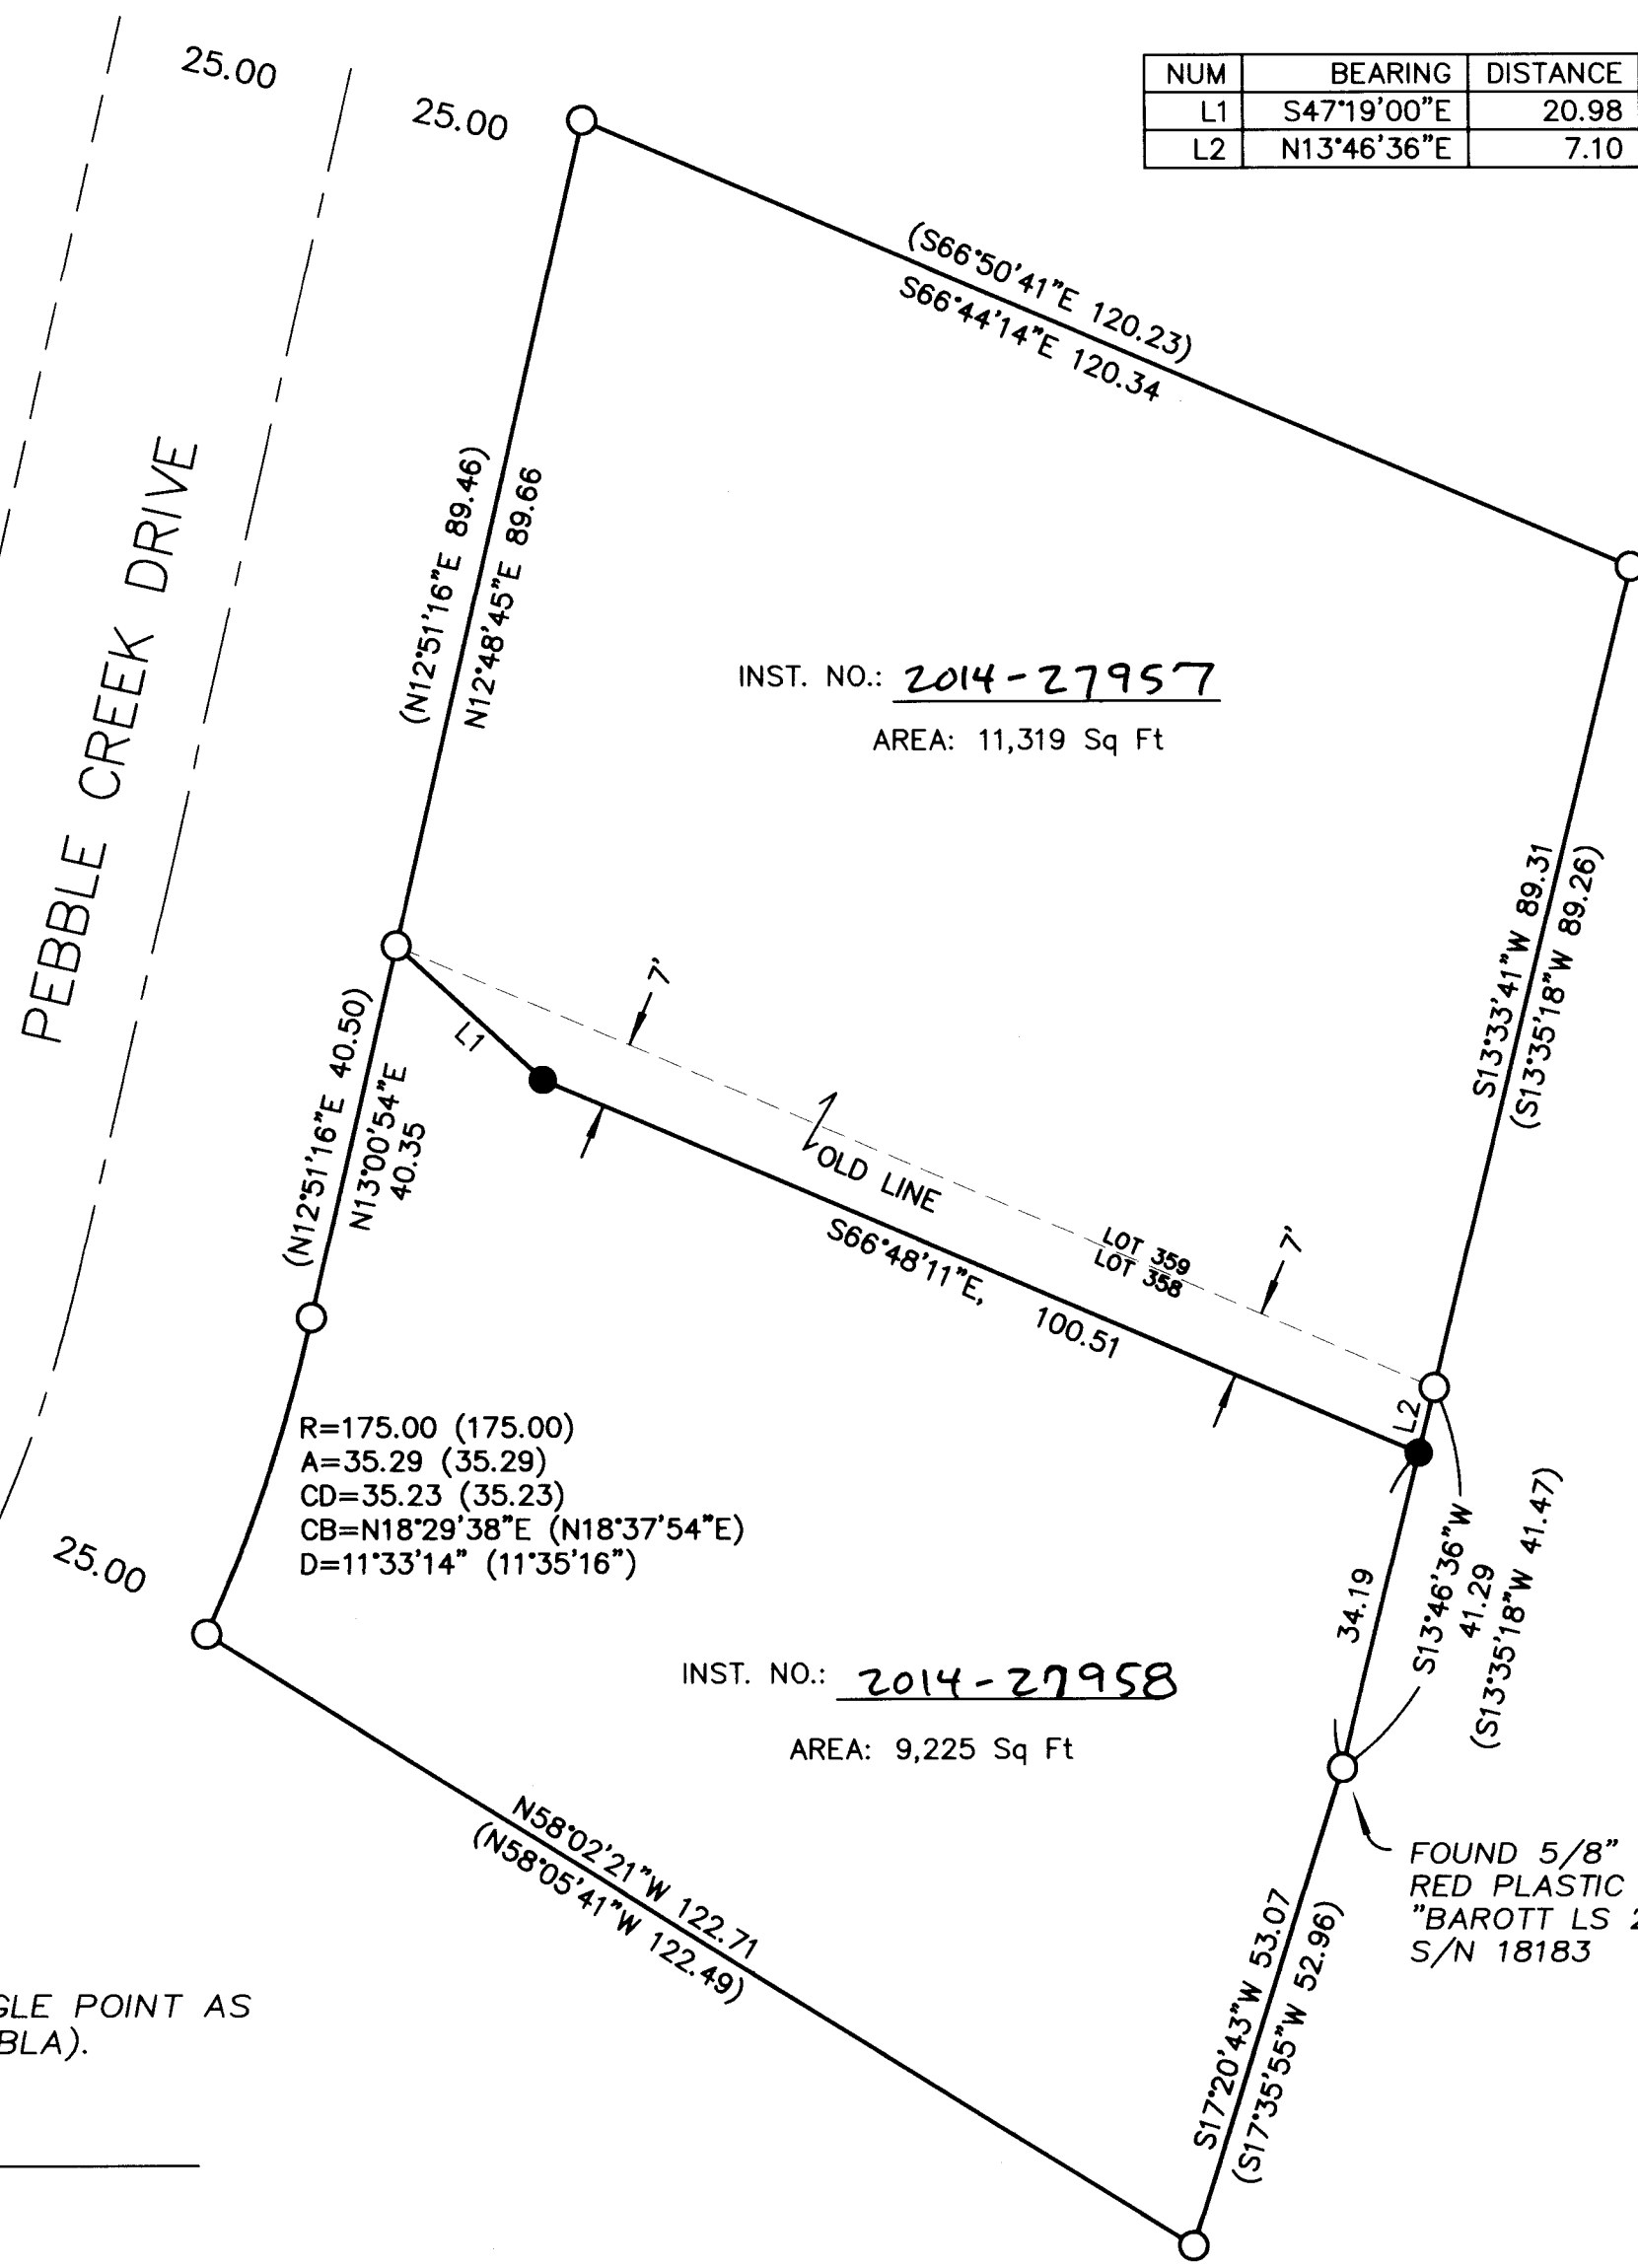 25.00
25.00
NUM BEARING DISTANCE
L1 S47°19'00"E 20.98
L2 N13°46'36"E 7.10
(S66°50'41"E 120.23)
S66°44'14"E 120.34
PEBBLE CREEK DRIVE
(N12°51'16"E 89.46)
N12°48'45"E 89.66
INST. NO.: 2014-27957
AREA: 11,319 Sq Ft
S13°33'41"W 89.31
(S13°35'18"W 89.26)
7'
L1
(N12°51'16"E 40.50)
N13°00'54"E
40.35
OLD LINE
LOT 359
LOT 358
7'
S66°48'11"E, 100.51
L2
R=175.00 (175.00)
A=35.29 (35.29)
CD=35.23 (35.23)
CB=N18°29'38"E (N18°37'54"E)
D=11°33'14" (11°35'16")
25.00
34.19
S13°46'36"W
41.29
(S13°35'18"W 41.47)
INST. NO.: 2014-27958
AREA: 9,225 Sq Ft
N58°02'21"W 122.71
(N58°05'41"W 122.49)
FOUND 5/8"
RED PLASTIC
"BAROTT LS 2
S/N 18183
S17°20'43"W 53.07
(S17°35'55"W 52.96)
GLE POINT AS
BLA).